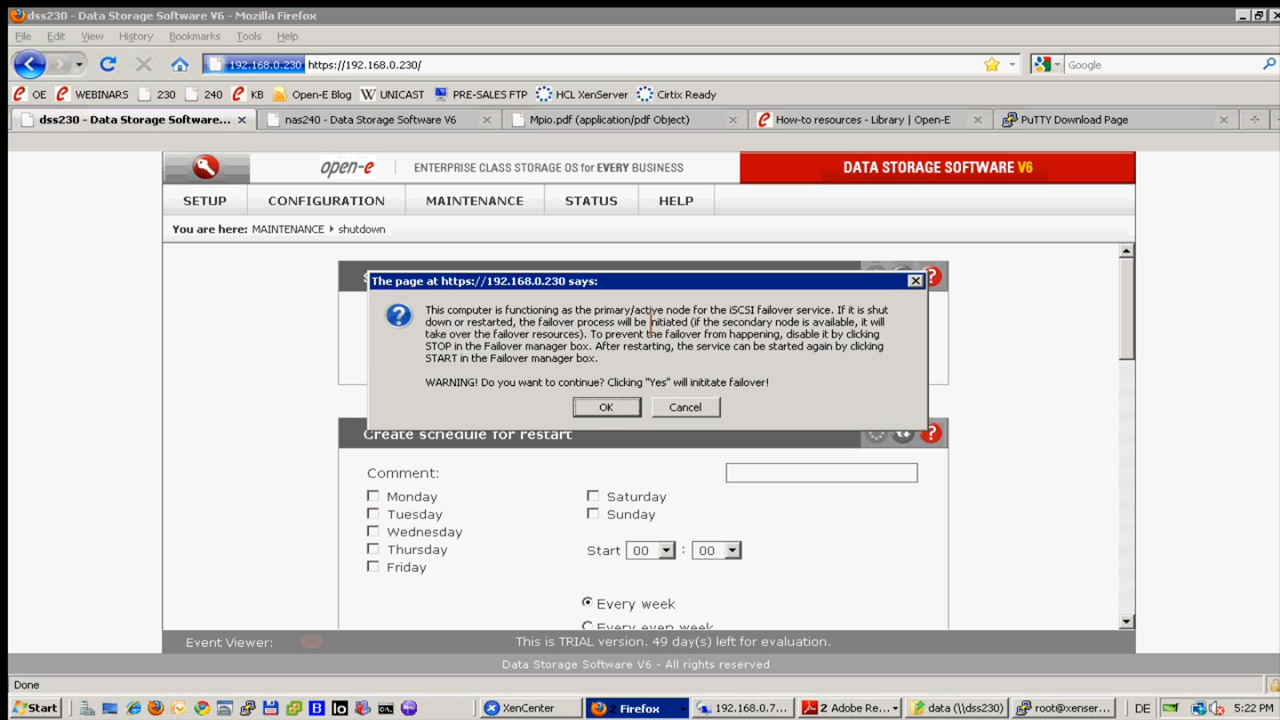 dss230 - Data Storage Software V6 - Mozilla Firefox
File Edit View History Bookmarks Tools Help
192.168.0.230 https://192.168.0.230/ Google
OE WEBINARS 230 240 KB Open-E Blog UNICAST PRE-SALES FTP HCL XenServer Cirtix Ready
dss230 - Data Storage Software... nas240 - Data Storage Software V6 Mpio.pdf (application/pdf Object) How-to resources - Library | Open-E PuTTY Download Page
open-e ENTERPRISE CLASS STORAGE OS for EVERY BUSINESS DATA STORAGE SOFTWARE V6
SETUP CONFIGURATION MAINTENANCE STATUS HELP
You are here: MAINTENANCE shutdown
The page at https://192.168.0.230 says:
This computer is functioning as the primary/active node for the iSCSI failover service. If it is shut
down or restarted, the failover process will be initiated (if the secondary node is available, it will
take over the failover resources). To prevent the failover from happening, disable it by clicking
STOP in the Failover manager box. After restarting, the service can be started again by clicking
START in the Failover manager box.
WARNING! Do you want to continue? Clicking "Yes" will inititate failover!
OK Cancel
Create schedule for restart
Comment:
Monday Saturday
Tuesday Sunday
Wednesday
Thursday Start 00 : 00
Friday
Every week
Every even week
Event Viewer: This is TRIAL version. 49 day(s) left for evaluation.
Data Storage Software V6 - All rights reserved
Done
Start XenCenter 2 Firefox 192.168.0.7... 2 Adobe Re... data (\\dss230) root@xenser... DE 5:22 PM